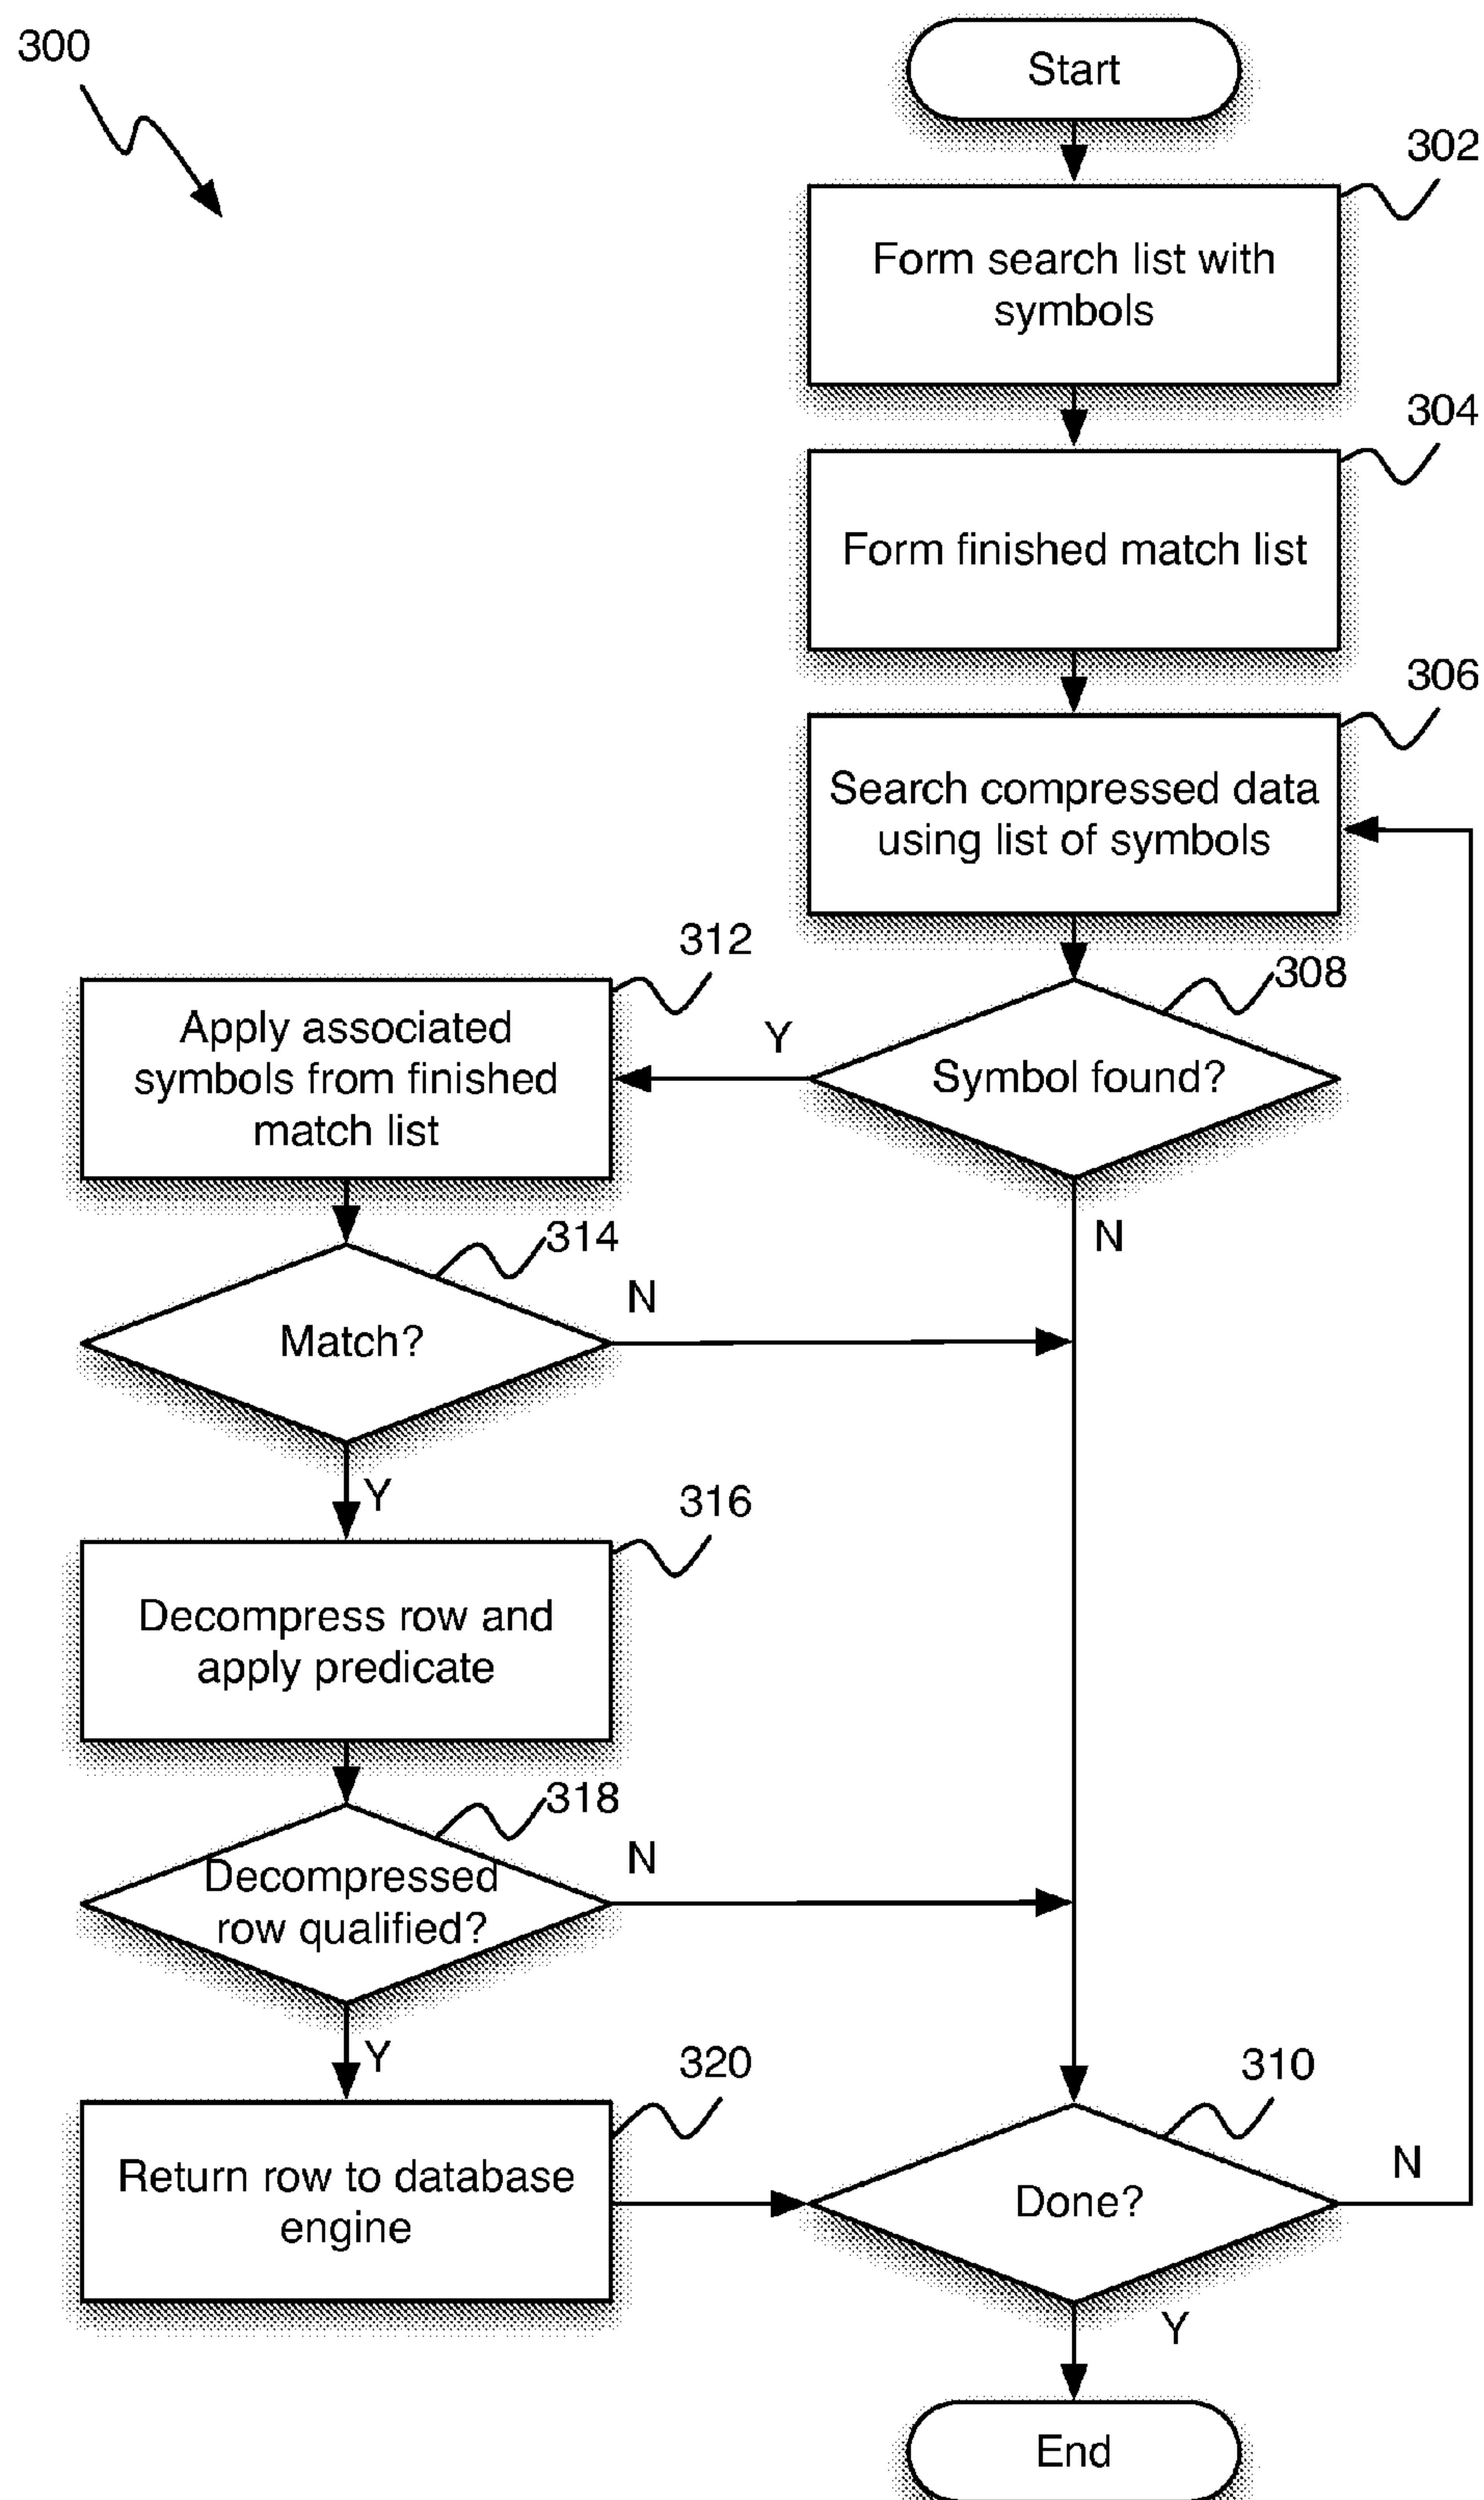 300
Start
302
Form search list with
symbols
304
Form finished match list
306
Search compressed data
using list of symbols
308
Symbol found?
Y
N
312
Apply associated
symbols from finished
match list
314
Match?
N
Y
316
Decompress row and
apply predicate
318
Decompressed
row qualified?
N
Y
320
Return row to database
engine
310
Done?
N
Y
End